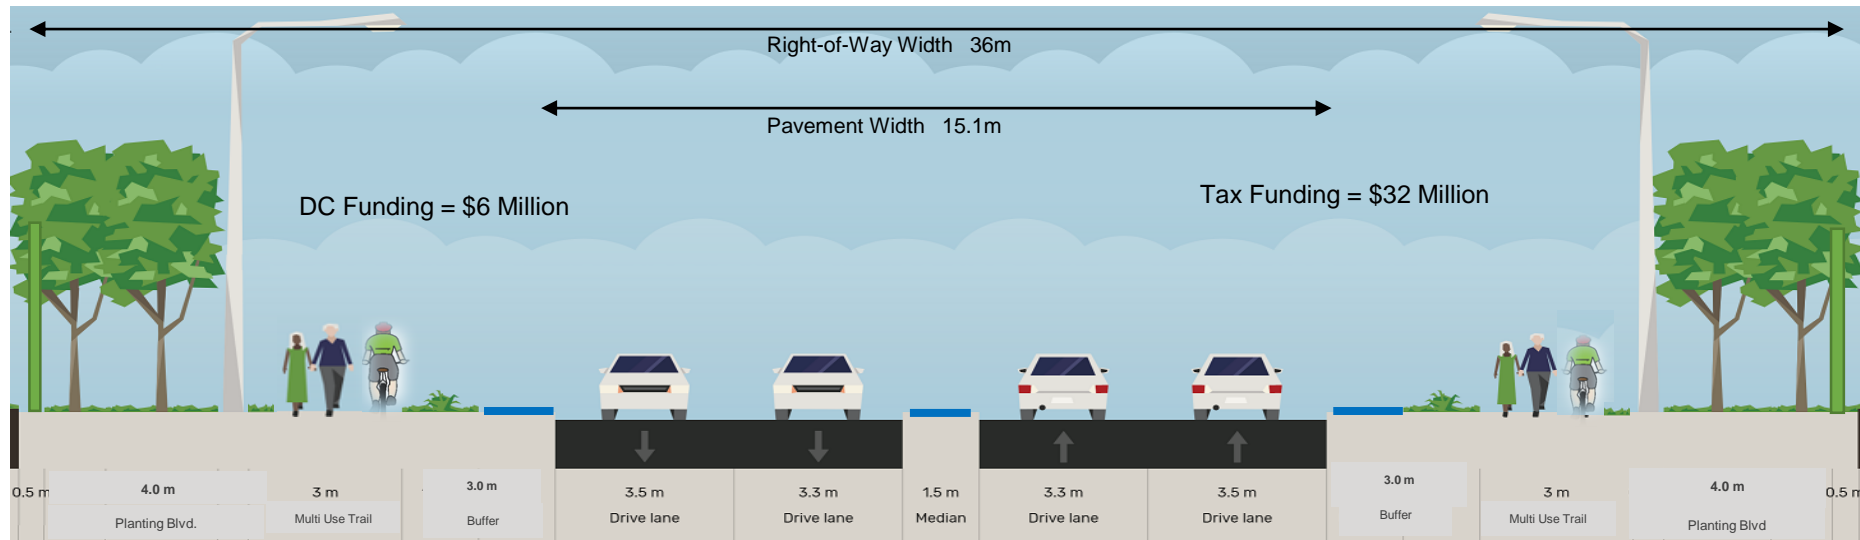 Right-of-Way Width 36m
Pavement Width 15.1m
DC Funding = $6 Million
Tax Funding = $32 Million
0.5 m
4.0 m
Planting Blvd.
3 m
Multi Use Trail
3.0 m
Buffer
3.5 m
Drive lane
3.3 m
Drive lane
1.5 m
Median
3.3 m
Drive lane
3.5 m
Drive lane
3.0 m
Buffer
3 m
Multi Use Trail
4.0 m
Planting Blvd
0.5 m